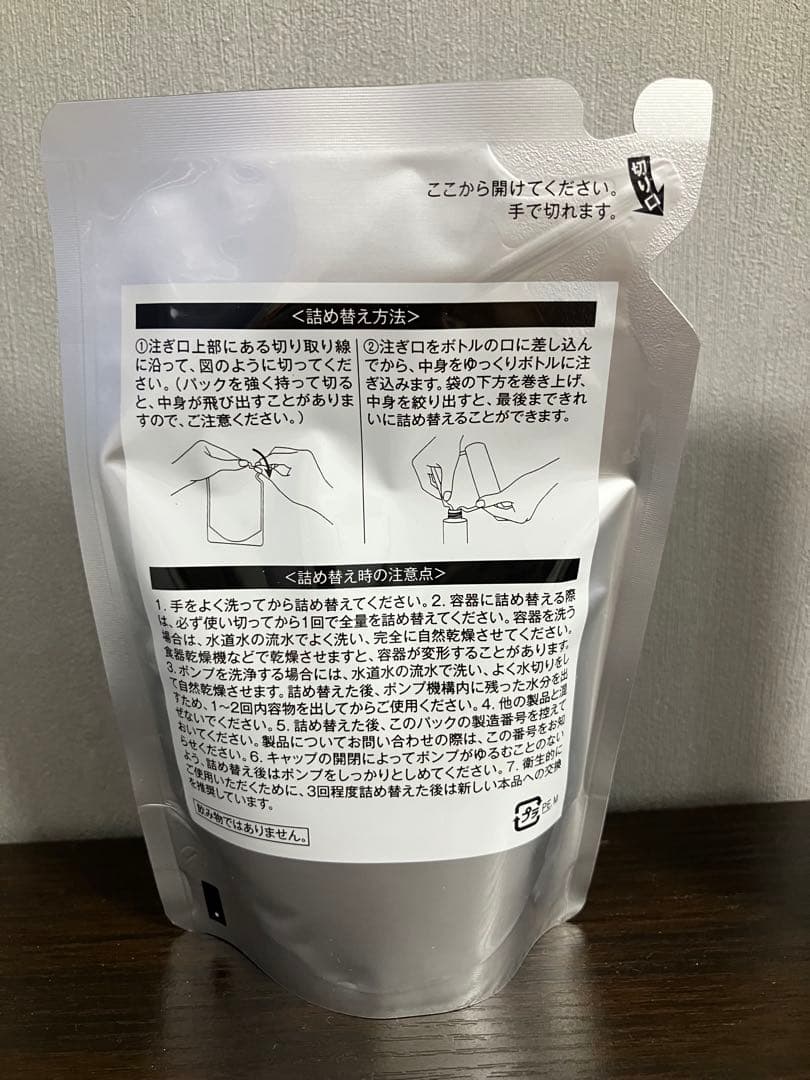 ここから開けてください。
手で切れます。
切り口
＜詰め替え方法＞
①注ぎ口上部にある切り取り線
に沿って、図のように切ってくだ
さい。（パックを強く持って切る
と、中身が飛び出すことがありま
すので、ご注意ください。）
②注ぎ口をボトルの口に差し込ん
でから、中身をゆっくりボトルに注
ぎ込みます。袋の下方を巻き上げ、
中身を絞り出すと、最後まできれ
いに詰め替えることができます。
＜詰め替え時の注意点＞
1. 手をよく洗ってから詰め替えてください。2. 容器に詰め替える際
は、必ず使い切ってから1回で全量を詰め替えてください。容器を洗う
場合は、水道水の流水でよく洗い、完全に自然乾燥させてください。
食器乾燥機などで乾燥させますと、容器が変形することがあります。
3. ポンプを洗浄する場合には、水道水の流水で洗い、よく水切りをし
て自然乾燥させます。詰め替えた後、ポンプ機構内に残った水分を出
すため、1〜2回内容物を出してからご使用ください。4. 他の製品と混
ぜないでください。5. 詰め替えた後、このパックの製造番号を控えて
おいてください。製品についてお問い合わせの際は、この番号をお知
らせください。6. キャップの開閉によってポンプがゆるむことのない
よう、詰め替え後はポンプをしっかりとしめてください。7. 衛生的に
ご使用いただくために、3回程度詰め替えた後は新しい本品への交換
を推奨しています。
飲み物ではありません。
プラ
PE, M